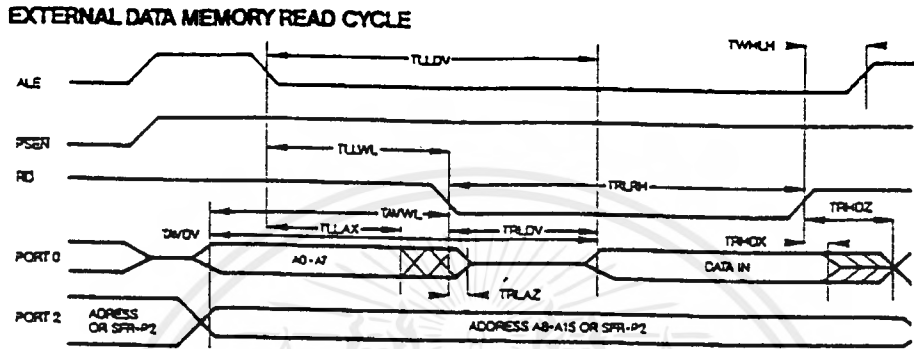 EXTERNAL DATA MEMORY READ CYCLE
TLLDV
TWHLH
ALE
PSEN
TLLWL
RD
TRLRH
TAVWL
TRHDZ
TAVDV
TLLAX
TRLDV
TRHDX
PORT 0
A0-A7
DATA IN
TRLAZ
PORT 2
ADRESS
OR SFR-P2
ADDRESS A8-A15 OR SFR-P2